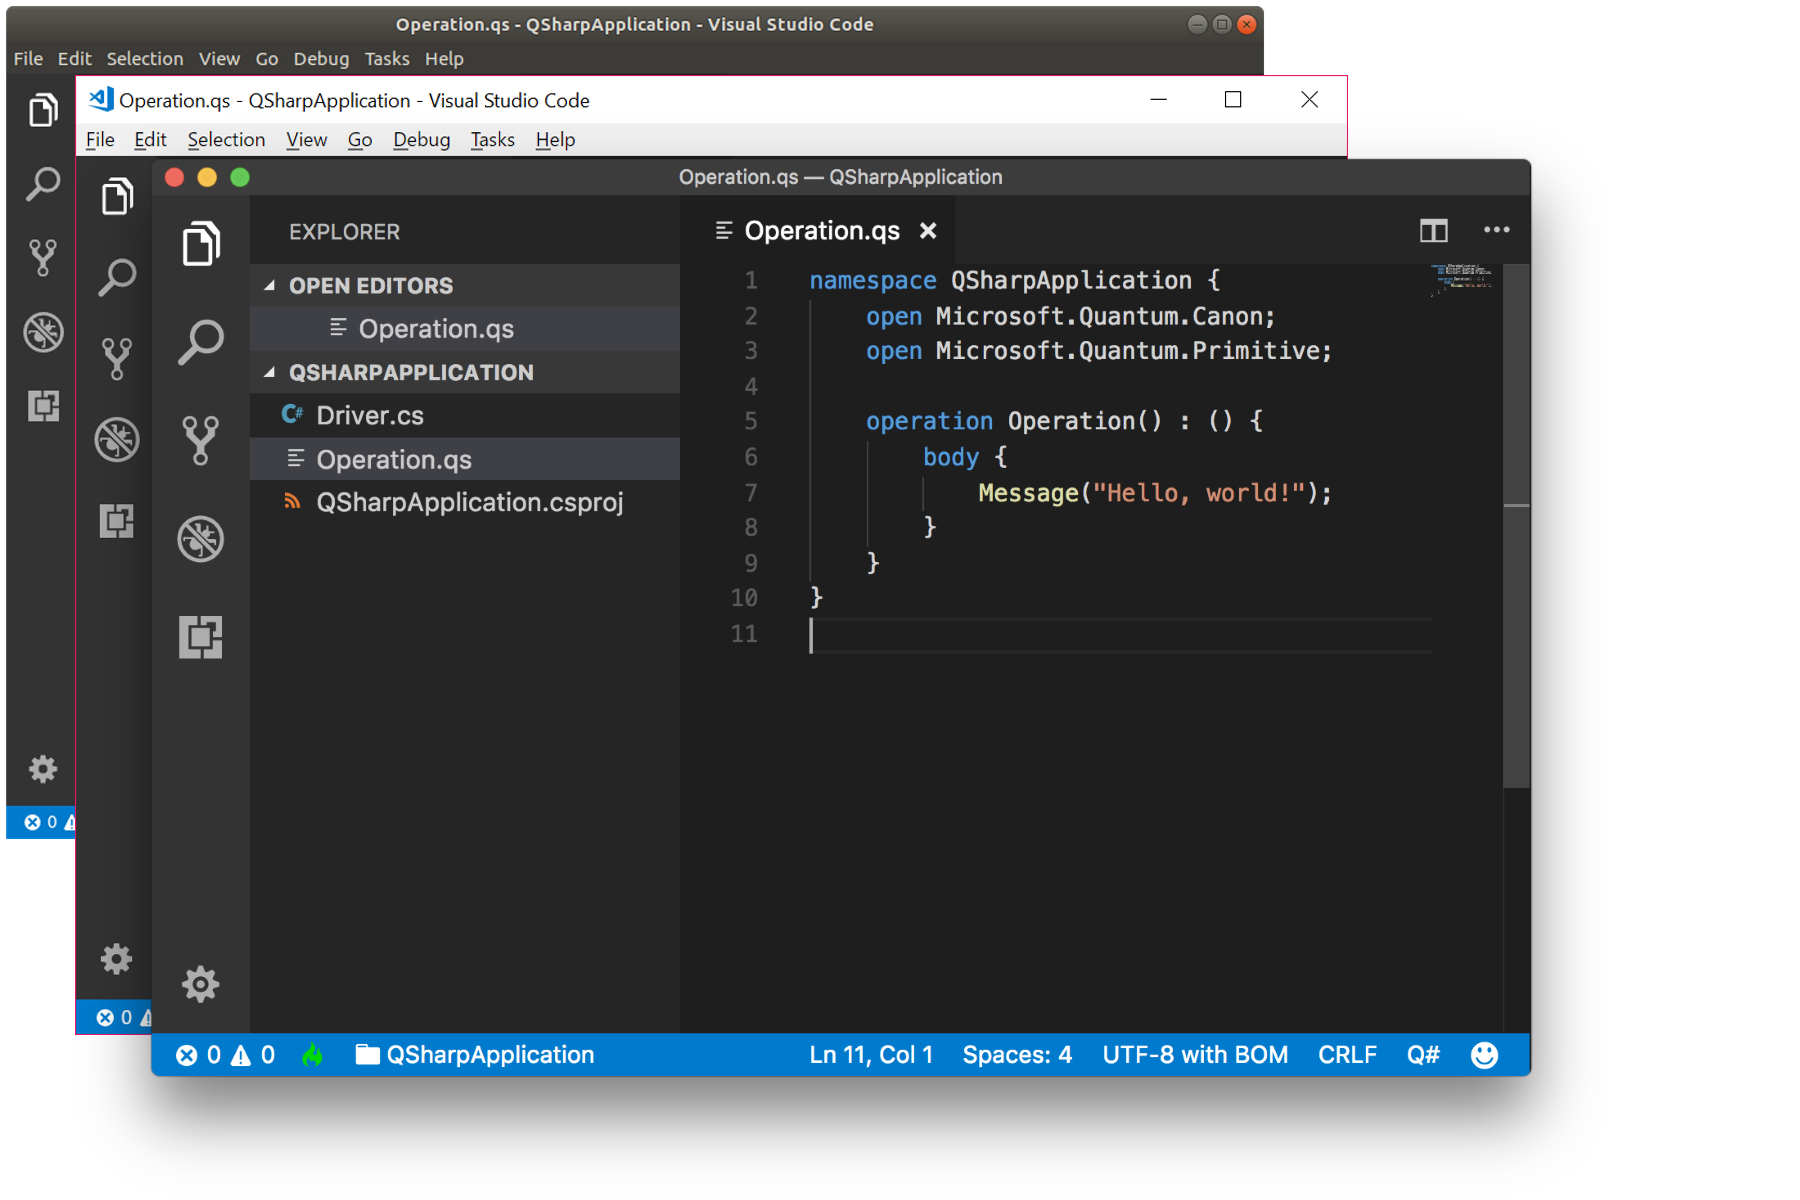 Operation.qs - QSharpApplication - Visual Studio Code
File Edit Selection View Go Debug Tasks Help
Operation.qs - QSharpApplication - Visual Studio Code
File Edit Selection View Go Debug Tasks Help
Operation.qs — QSharpApplication
EXPLORER
OPEN EDITORS
Operation.qs
QSHARPAPPLICATION
C# Driver.cs
Operation.qs
QSharpApplication.csproj
Operation.qs
1 namespace QSharpApplication {
2 open Microsoft.Quantum.Canon;
3 open Microsoft.Quantum.Primitive;
4
5 operation Operation() : () {
6 body {
7 Message("Hello, world!");
8 }
9 }
10 }
11
0
0
0 0 QSharpApplication Ln 11, Col 1 Spaces: 4 UTF-8 with BOM CRLF Q#